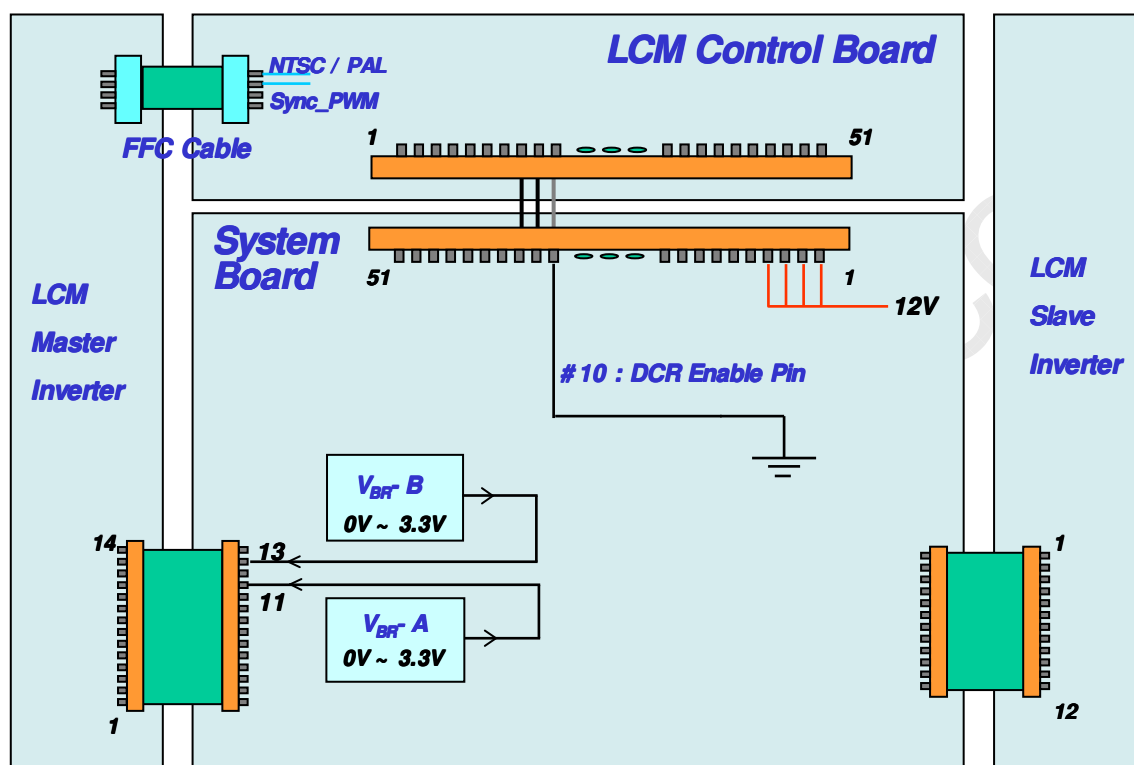 LCM Control Board
NTSC / PAL
Sync_PWM
FFC Cable
1
51
System
Board
51
1
12V
LCM
Master
Inverter
LCM
Slave
Inverter
#10 : DCR Enable Pin
VBR- B
0V ~ 3.3V
14
13
11
1
VBR- A
0V ~ 3.3V
1
12